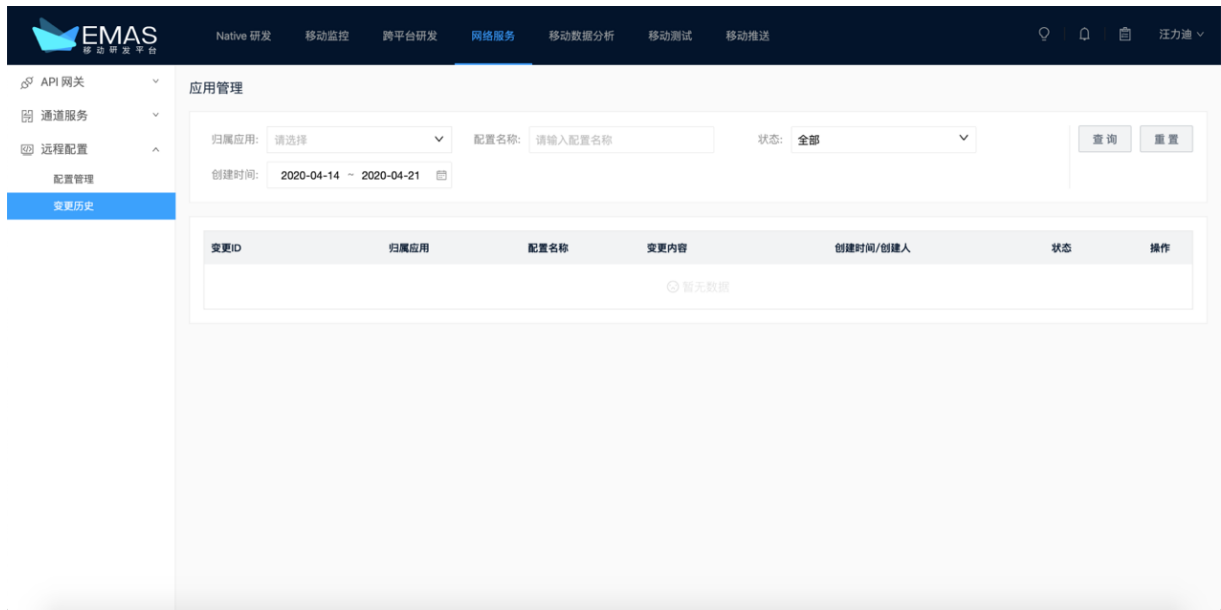 EMAS
移动研发平台
Native 研发 移动监控 跨平台研发 网络服务 移动数据分析 移动测试 移动推送 汪力迪
API 网关
通道服务
远程配置
配置管理
变更历史
应用管理
归属应用: 请选择 配置名称: 请输入配置名称 状态: 全部 查询 重置
创建时间: 2020-04-14 ~ 2020-04-21
变更ID 归属应用 配置名称 变更内容 创建时间/创建人 状态 操作
暂无数据